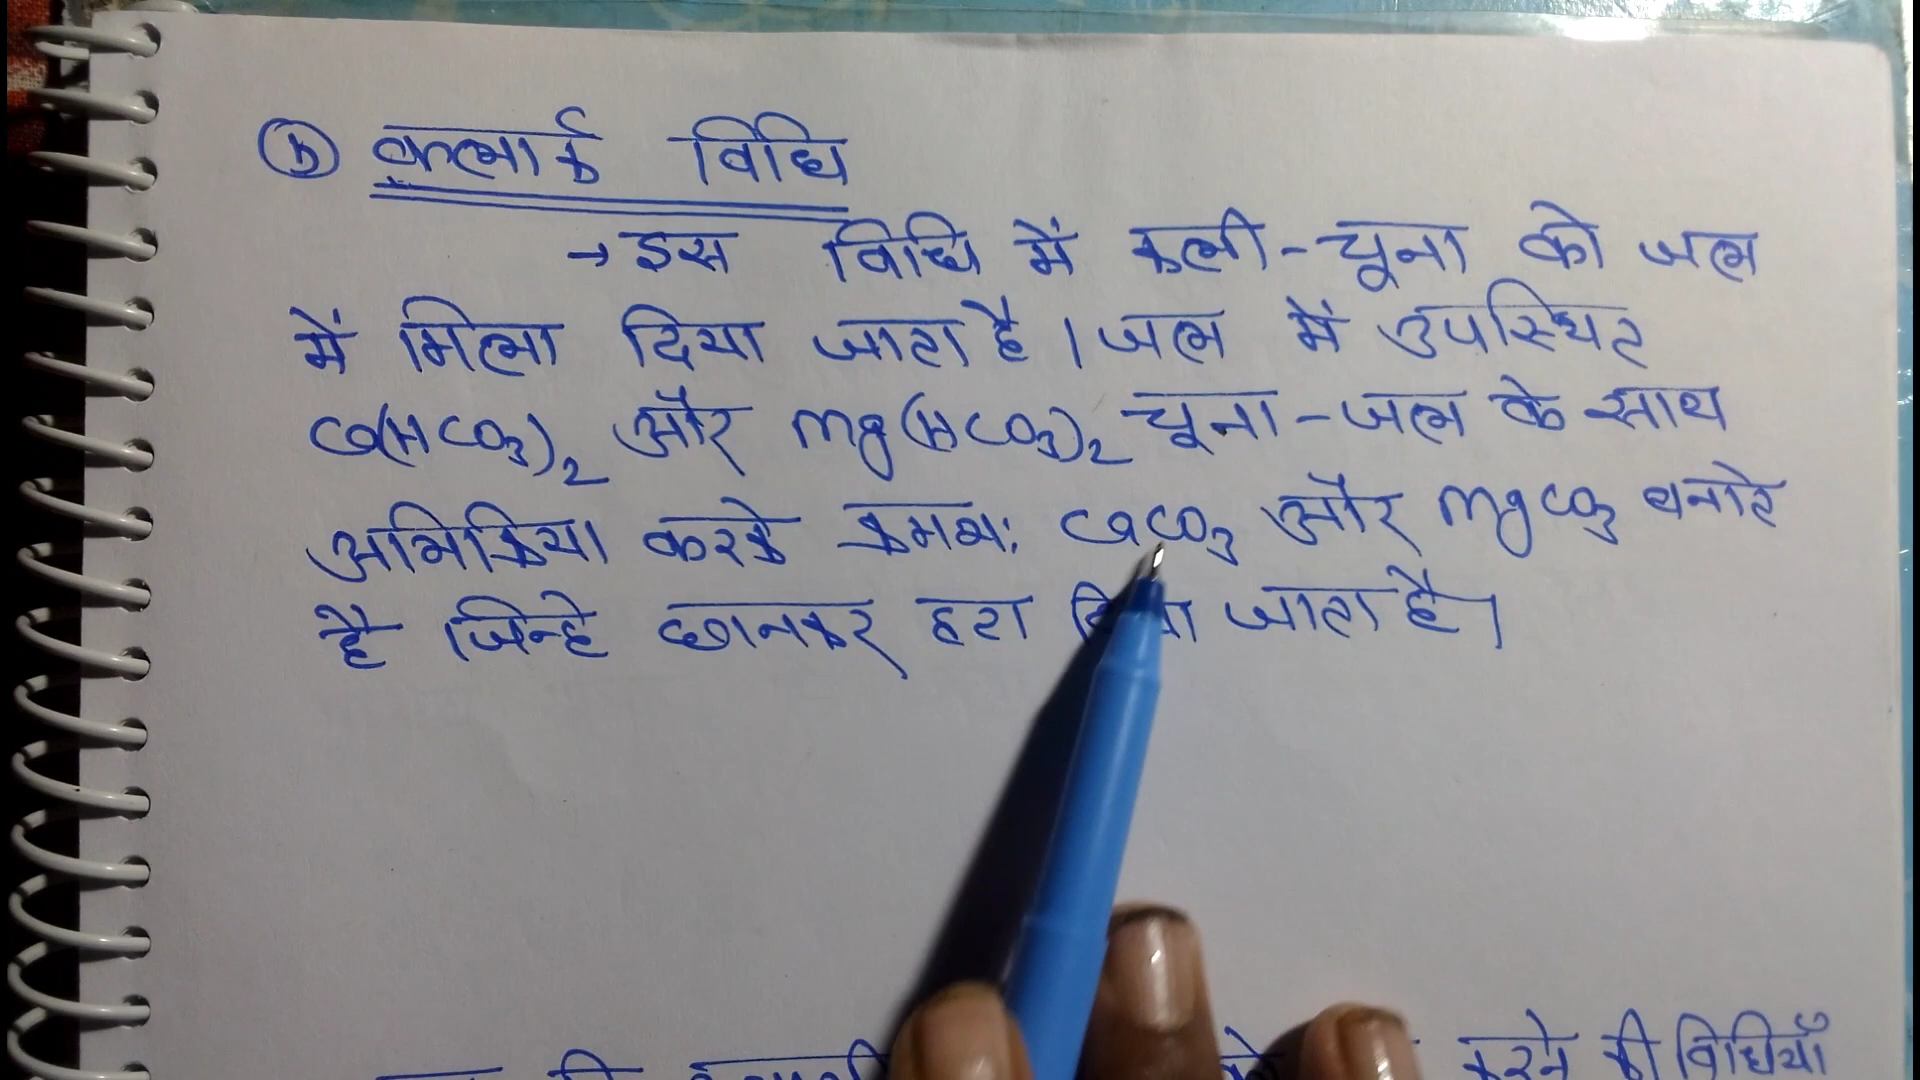 (b) क्लार्क विधि
→ इस विधि में कली-चूना को जल
में मिला दिया जाता है। जल में उपस्थित
Ca(HCO3)2 और Mg(HCO3)2 चूना-जल के साथ
अभिक्रिया करके क्रमशः CaCO3 और MgCO3 बनाते
है जिन्हे छानकर हटा दिया जाता है।
करने की विधियाँ